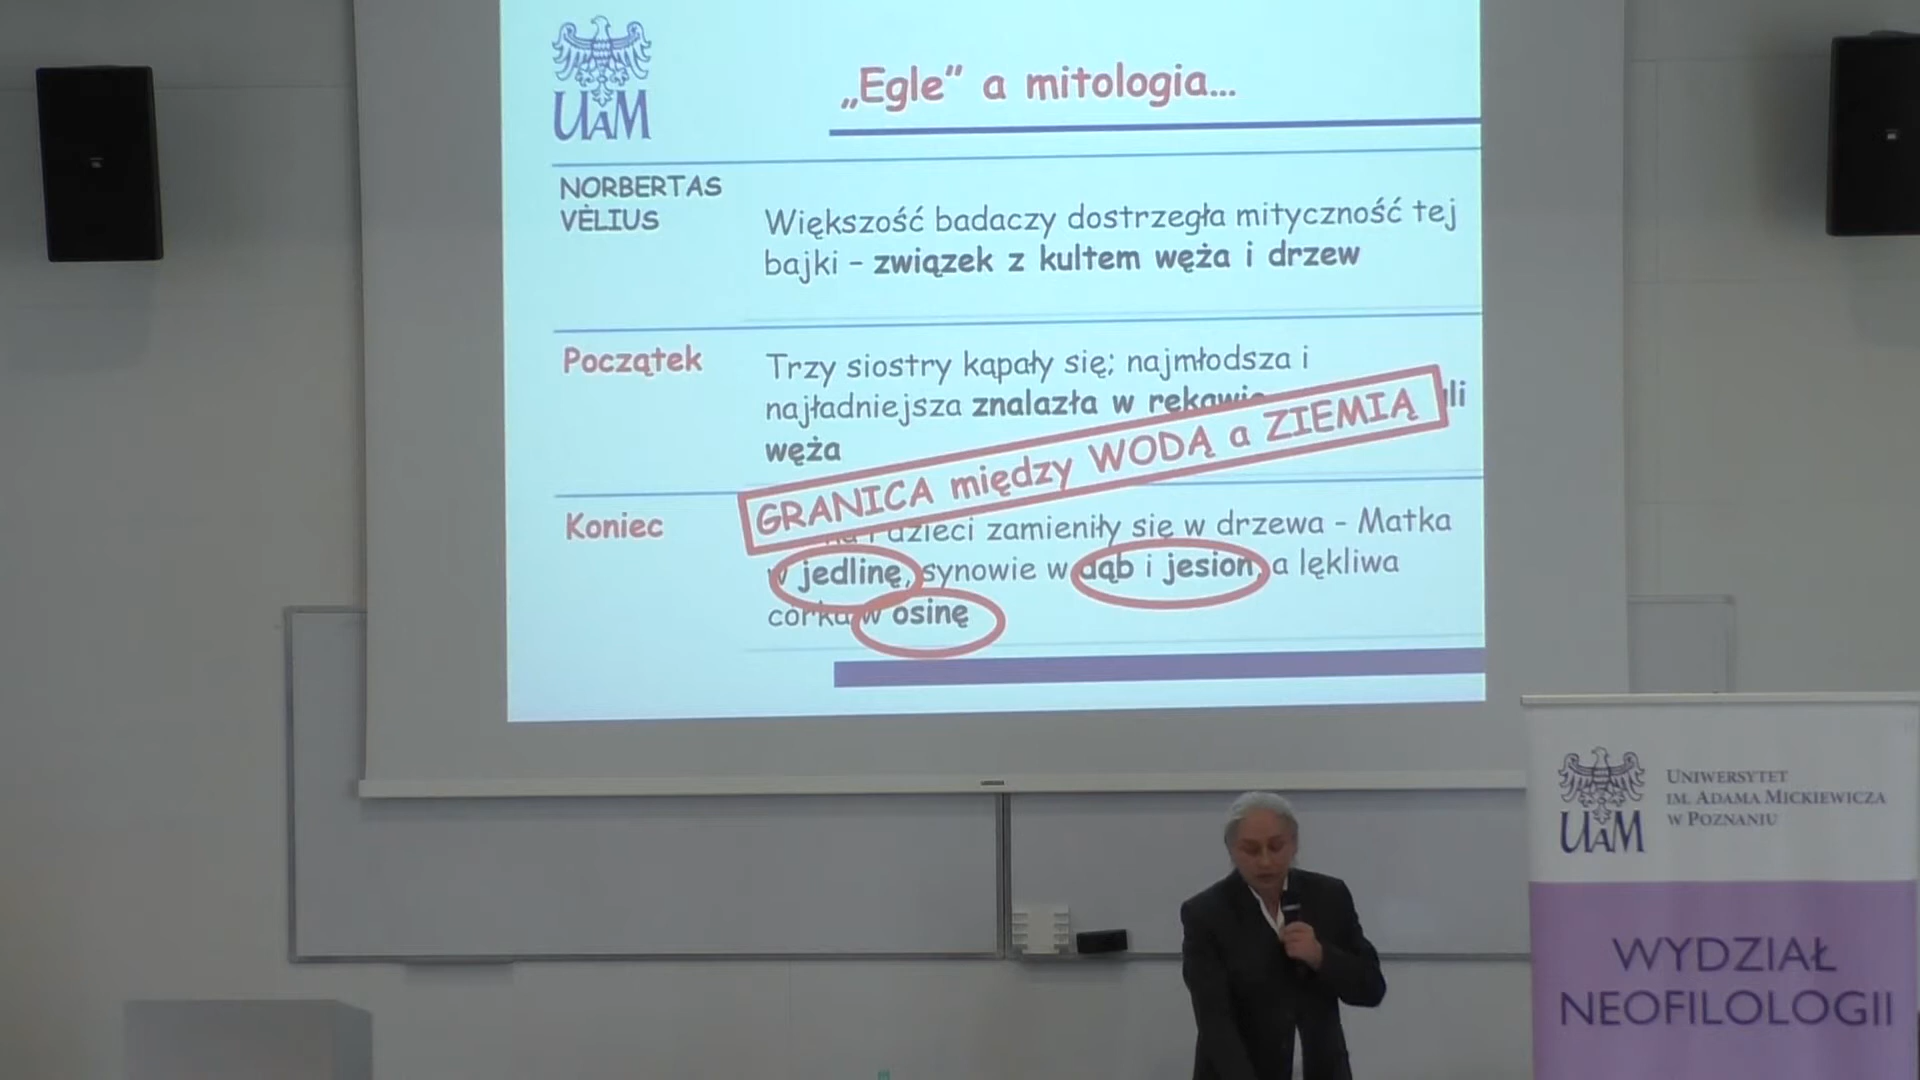 UAM
„Egle” a mitologia...
NORBERTAS
VĖLIUS
Większość badaczy dostrzegła mityczność tej
bajki – związek z kultem węża i drzew
Początek
Trzy siostry kąpały się; najmłodsza i
najładniejsza znalazła w rękawie
węża
GRANICA między WODĄ a ZIEMIĄ
Koniec
i dzieci zamieniły się w drzewa - Matka
w jedlinę, synowie w dąb i jesion, a lękliwa
córka w osinę
UAM
UNIWERSYTET
IM. ADAMA MICKIEWICZA
W POZNANIU
WYDZIAŁ
NEOFILOLOGII